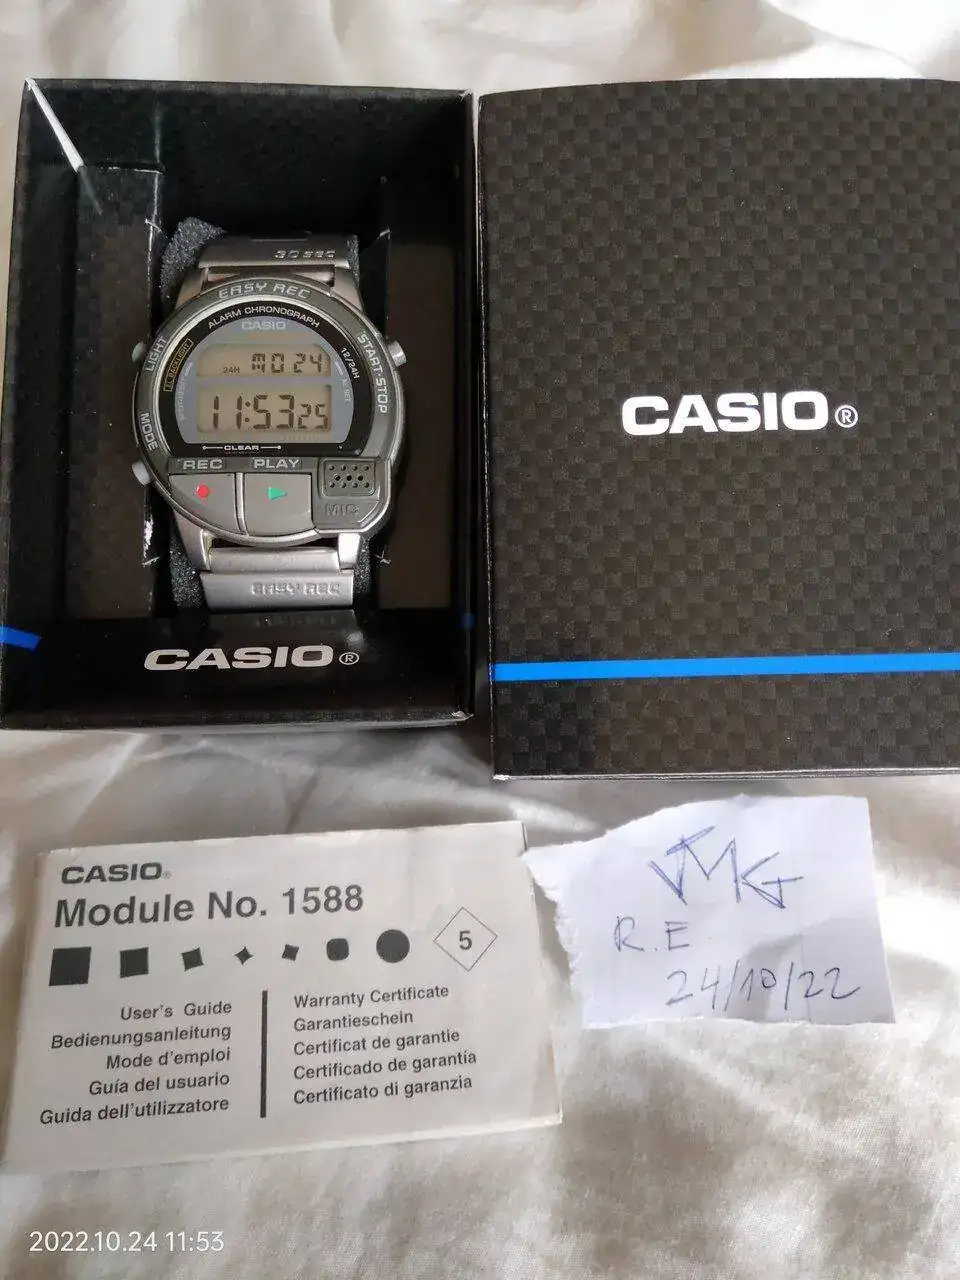 30 sec
EASY REC
ALARM CHRONOGRAPH
CASIO
LIGHT
EL BACKLIGHT
START·STOP
12/24H
24H MO 24
11:53 25
MODE
CLEAR
REC PLAY
MIC
EASY REC
CASIO®
CASIO®
CASIO®
Module No. 1588
5
User's Guide
Bedienungsanleitung
Mode d'emploi
Guía del usuario
Guida dell'utilizzatore
Warranty Certificate
Garantieschein
Certificat de garantie
Certificado de garantía
Certificato di garanzia
R.E.
24/10/22
2022.10.24 11:53